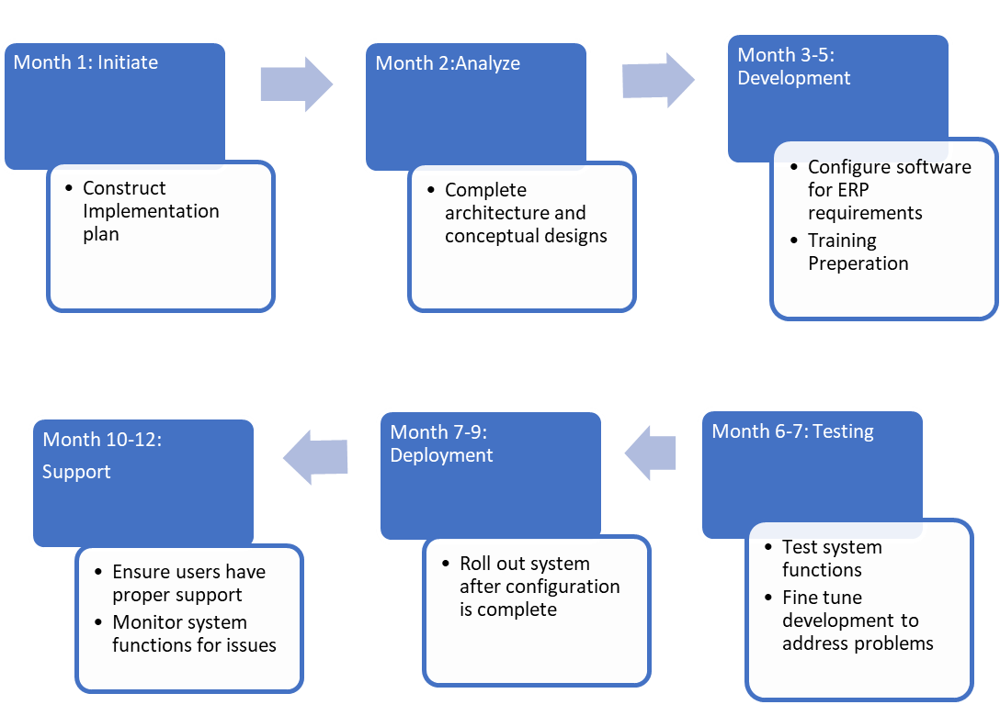 Month 1: Initiate
• Construct
Implementation
plan
Month 2:Analyze
• Complete
architecture and
conceptual designs
Month 3-5:
Development
• Configure software
for ERP
requirements
• Training
Preperation
Month 6-7: Testing
• Test system
functions
• Fine tune
development to
address problems
Month 7-9:
Deployment
• Roll out system
after configuration
is complete
Month 10-12:
Support
• Ensure users have
proper support
• Monitor system
functions for issues